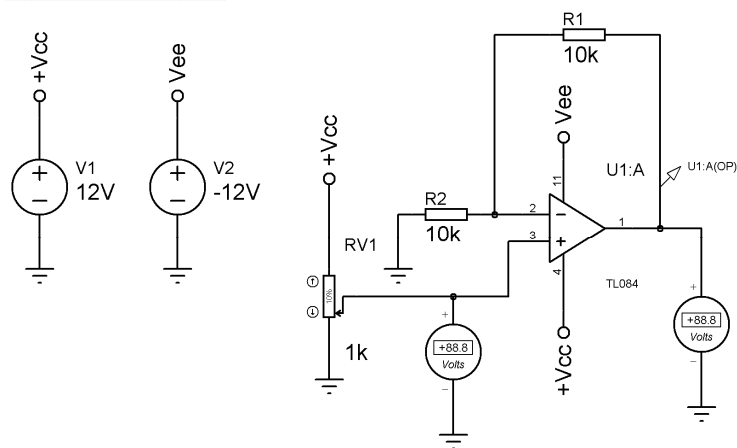 +Vcc
V1
12V
Vee
V2
-12V
+Vcc
RV1
10%
1k
R2
10k
R1
10k
Vee
11
U1:A
U1:A(OP)
2
3
1
4
TL084
+Vcc
+88.8
Volts
+88.8
Volts